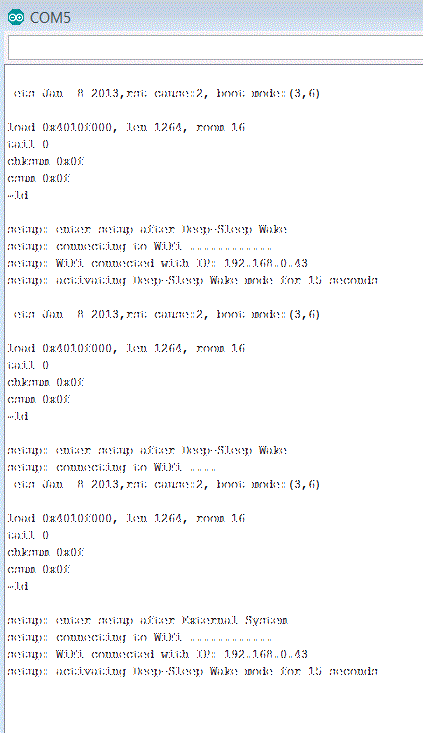 COM5
ets Jan  8 2013,rst cause:2, boot mode:(3,6)
load 0x4010f000, len 1264, room 16
tail 0
chksum 0x0f
csum 0x0f
~ld
setup: enter setup after Deep-Sleep Wake
setup: connecting to WiFi ............
setup: WiFi connected with IP: 192.168.0.43
setup: activating Deep-Sleep Wake mode for 15 seconds
ets Jan  8 2013,rst cause:2, boot mode:(3,6)
load 0x4010f000, len 1264, room 16
tail 0
chksum 0x0f
csum 0x0f
~ld
setup: enter setup after Deep-Sleep Wake
setup: connecting to WiFi ....
ets Jan  8 2013,rst cause:2, boot mode:(3,6)
load 0x4010f000, len 1264, room 16
tail 0
chksum 0x0f
csum 0x0f
~ld
setup: enter setup after External System
setup: connecting to WiFi ............
setup: WiFi connected with IP: 192.168.0.43
setup: activating Deep-Sleep Wake mode for 15 seconds